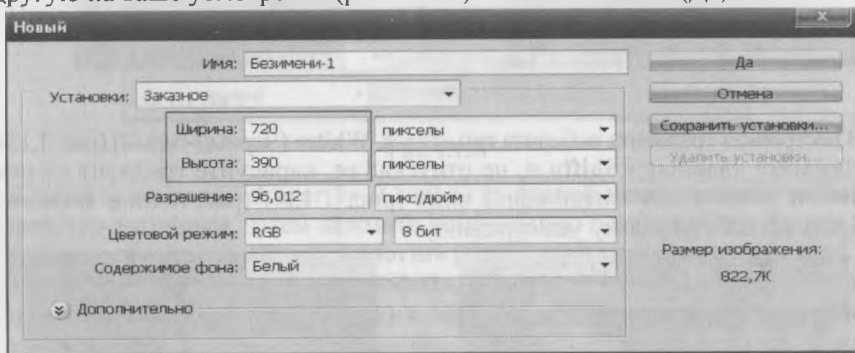 Новый
Имя: Безимени-1
Да
Установки: Заказное
Отмена
Ширина: 720 пикселы
Сохранить установки...
Высота: 390 пикселы
Удалить установки...
Разрешение: 96,012 пикс/дюйм
Цветовой режим: RGB 8 бит
Размер изображения:
822,7K
Содержимое фона: Белый
Дополнительно